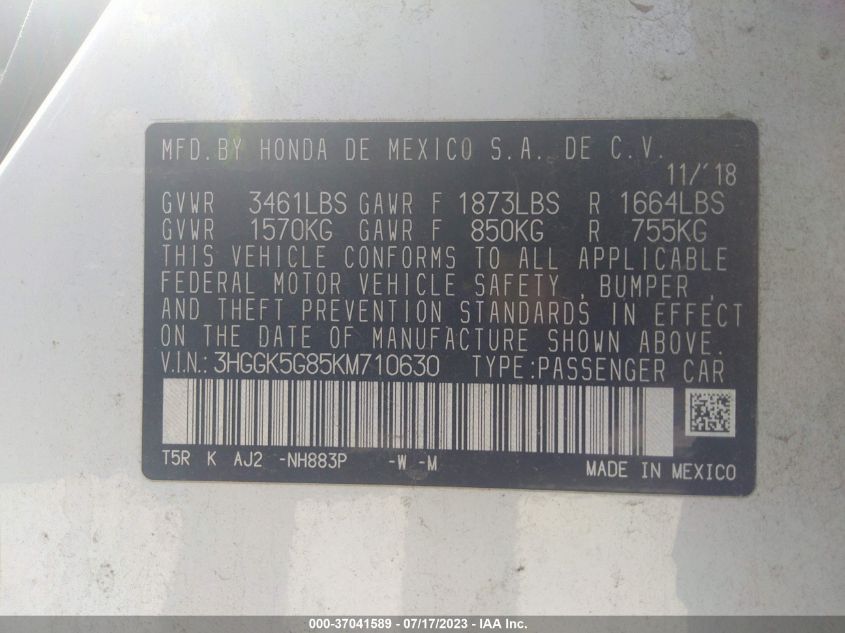 MFD.BY HONDA DE MEXICO S.A. DE C.V.
11/'18
GVWR 3461LBS GAWR F 1873LBS R 1664LBS
GVWR 1570KG GAWR F 850KG R 755KG
THIS VEHICLE CONFORMS TO ALL APPLICABLE
FEDERAL MOTOR VEHICLE SAFETY , BUMPER ,
AND THEFT PREVENTION STANDARDS IN EFFECT
ON THE DATE OF MANUFACTURE SHOWN ABOVE.
V.I.N.: 3HGGK5G85KM710630 TYPE:PASSENGER CAR
T5R K AJ2 -NH883P -W -M
MADE IN MEXICO
000-37041589 - 07/17/2023 - IAA Inc.